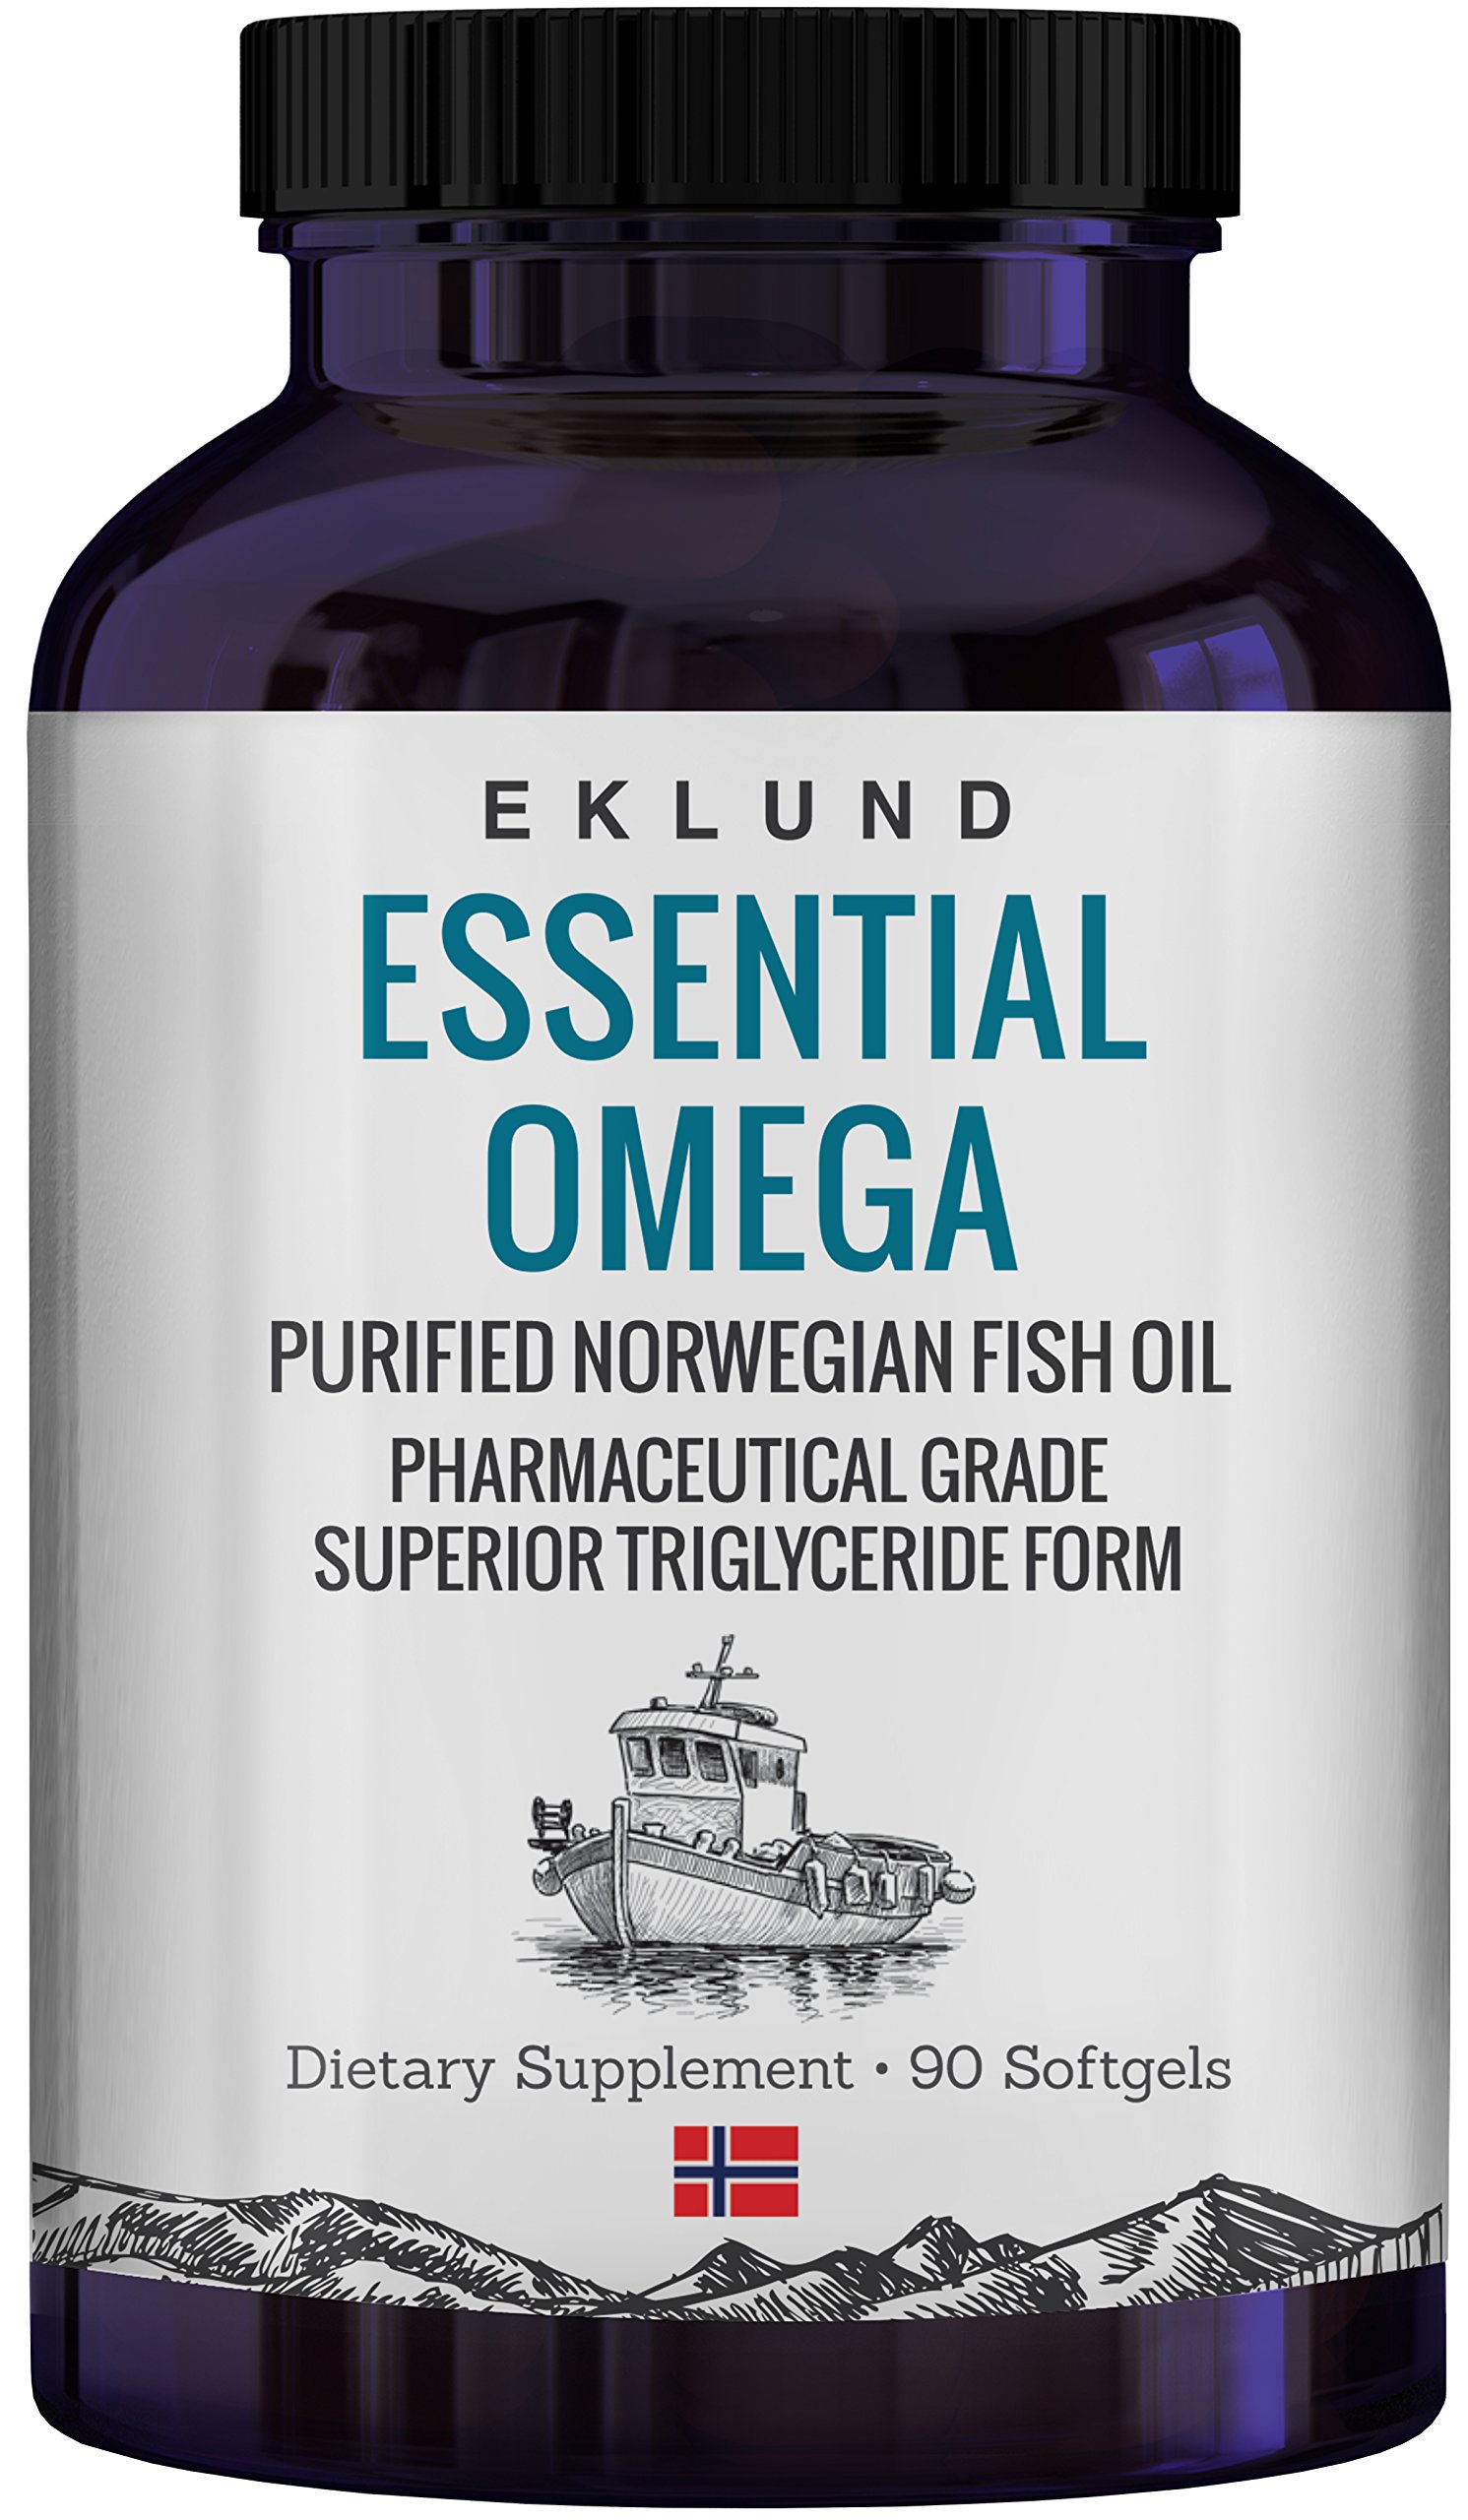 EKLUND
ESSENTIAL
OMEGA
PURIFIED NORWEGIAN FISH OIL
PHARMACEUTICAL GRADE
SUPERIOR TRIGLYCERIDE FORM
Dietary Supplement • 90 Softgels